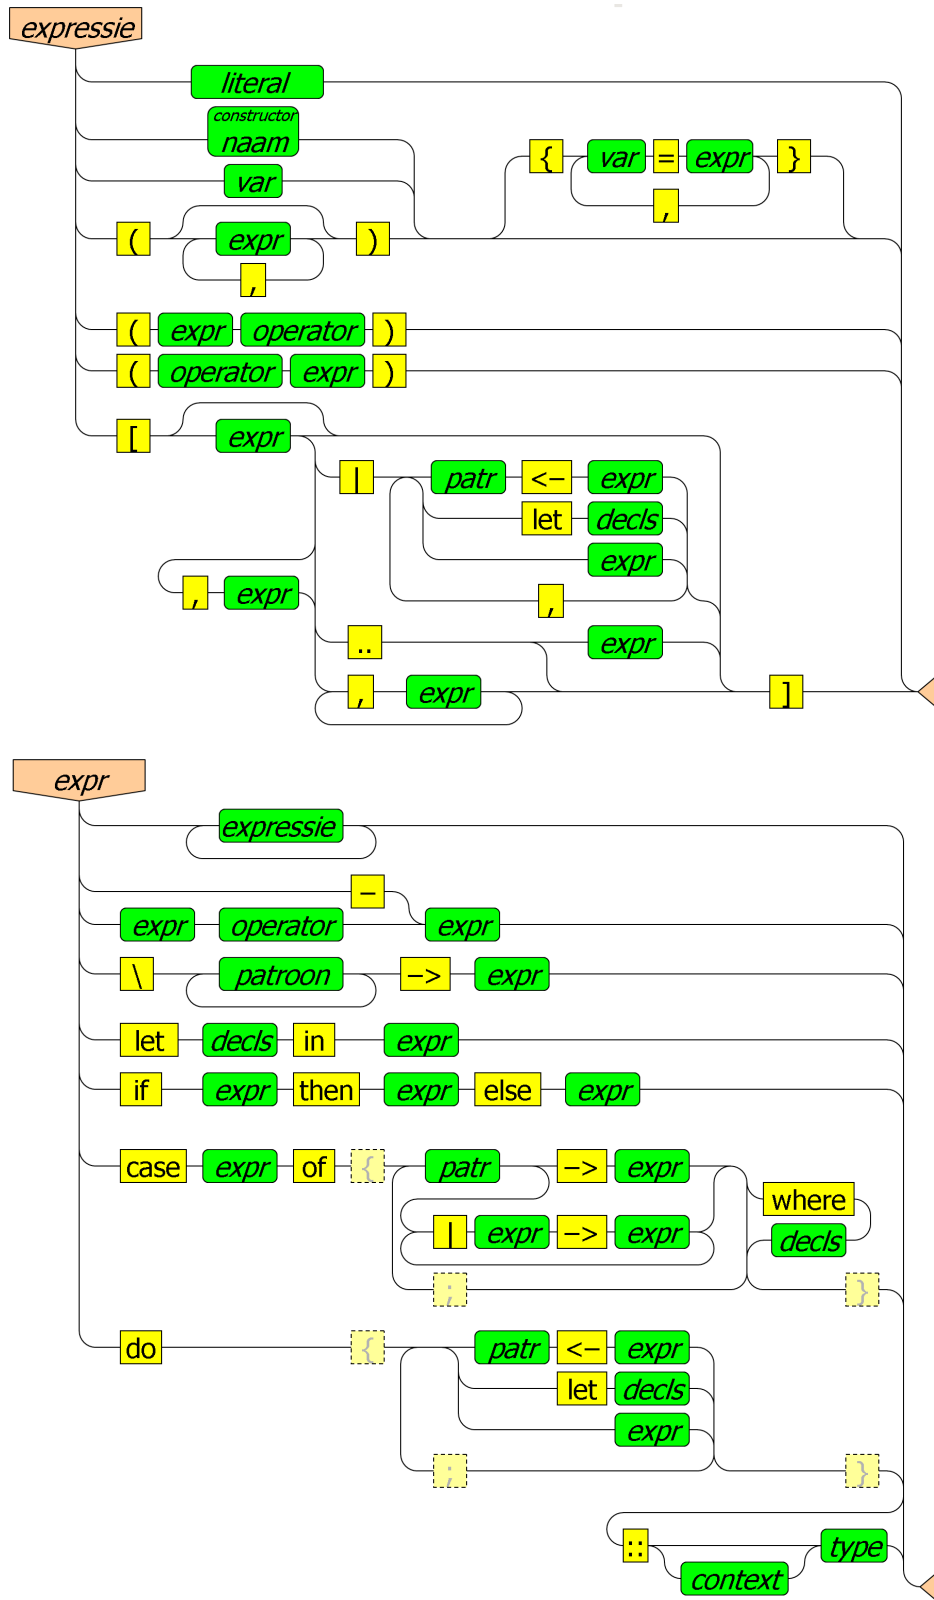 expressie
literal
constructor
naam
{ var = expr }
var
,
( expr )
,
( expr operator )
( operator expr )
[ expr
| patr <– expr
let decls
expr
, expr
,
.. expr
, expr ]
expr
expressie
–
expr operator expr
\ patroon –> expr
let decls in expr
if expr then expr else expr
case expr of { patr –> expr
where
| expr –> expr
decls
; }
do { patr <– expr
let decls
expr
; }
:: type
context